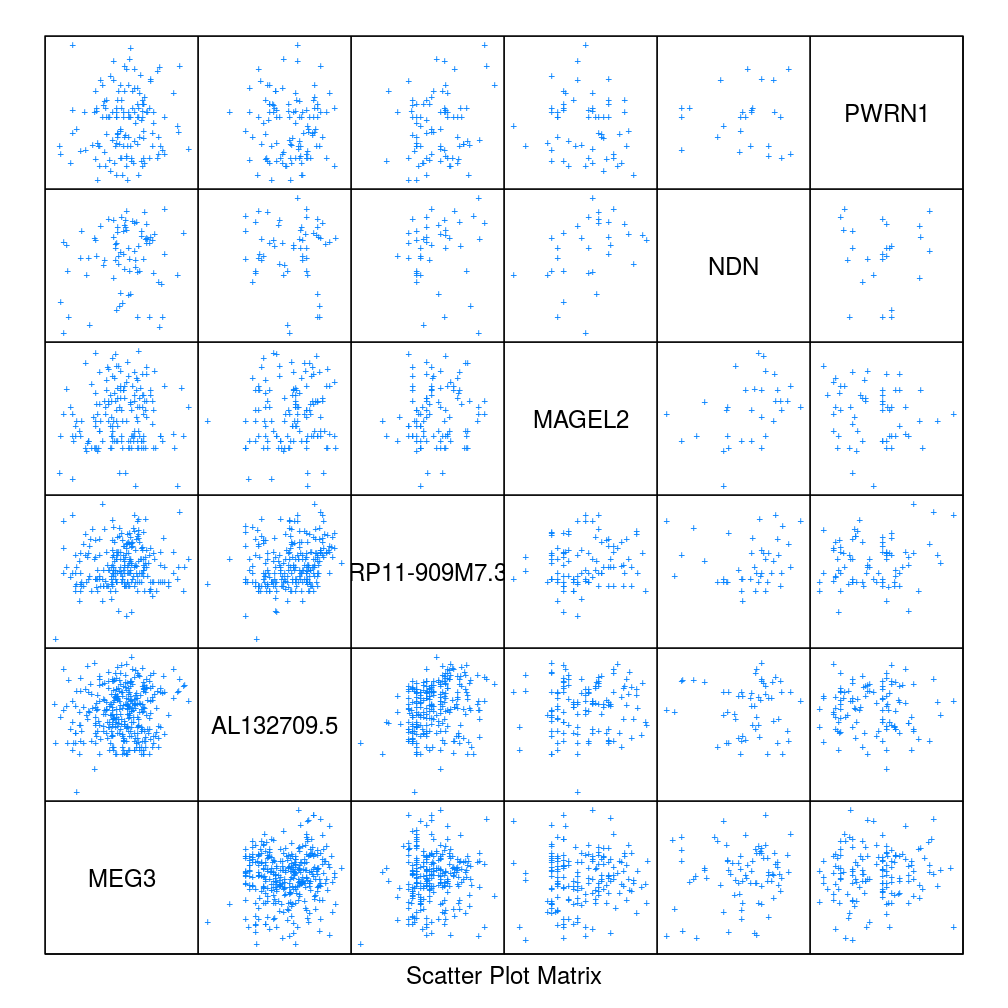 PWRN1
NDN
MAGEL2
RP11-909M7.3
AL132709.5
MEG3
Scatter Plot Matrix